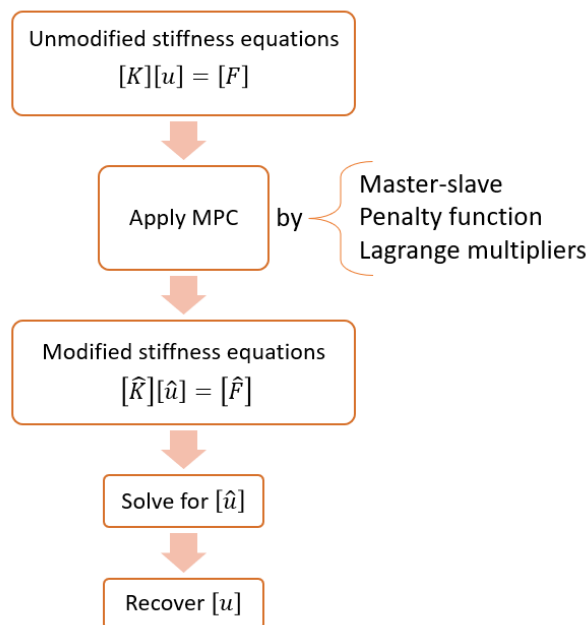 Unmodified stiffness equations
[K][u] = [F]
Apply MPC
by
Master-slave
Penalty function
Lagrange multipliers
Modified stiffness equations
[K̂][û] = [F̂]
Solve for [û]
Recover [u]